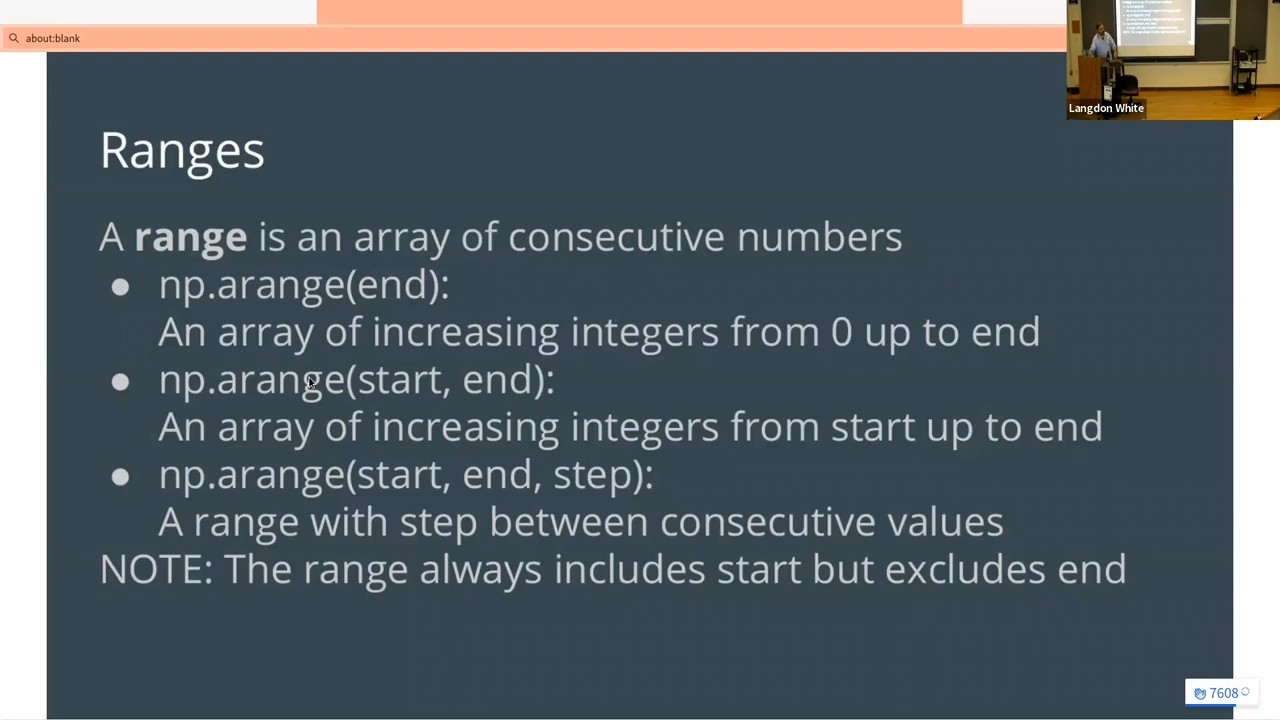 about:blank
Langdon White
Ranges
A range is an array of consecutive numbers
● np.arange(end):
An array of increasing integers from 0 up to end
● np.arange(start, end):
An array of increasing integers from start up to end
● np.arange(start, end, step):
A range with step between consecutive values
NOTE: The range always includes start but excludes end
7608